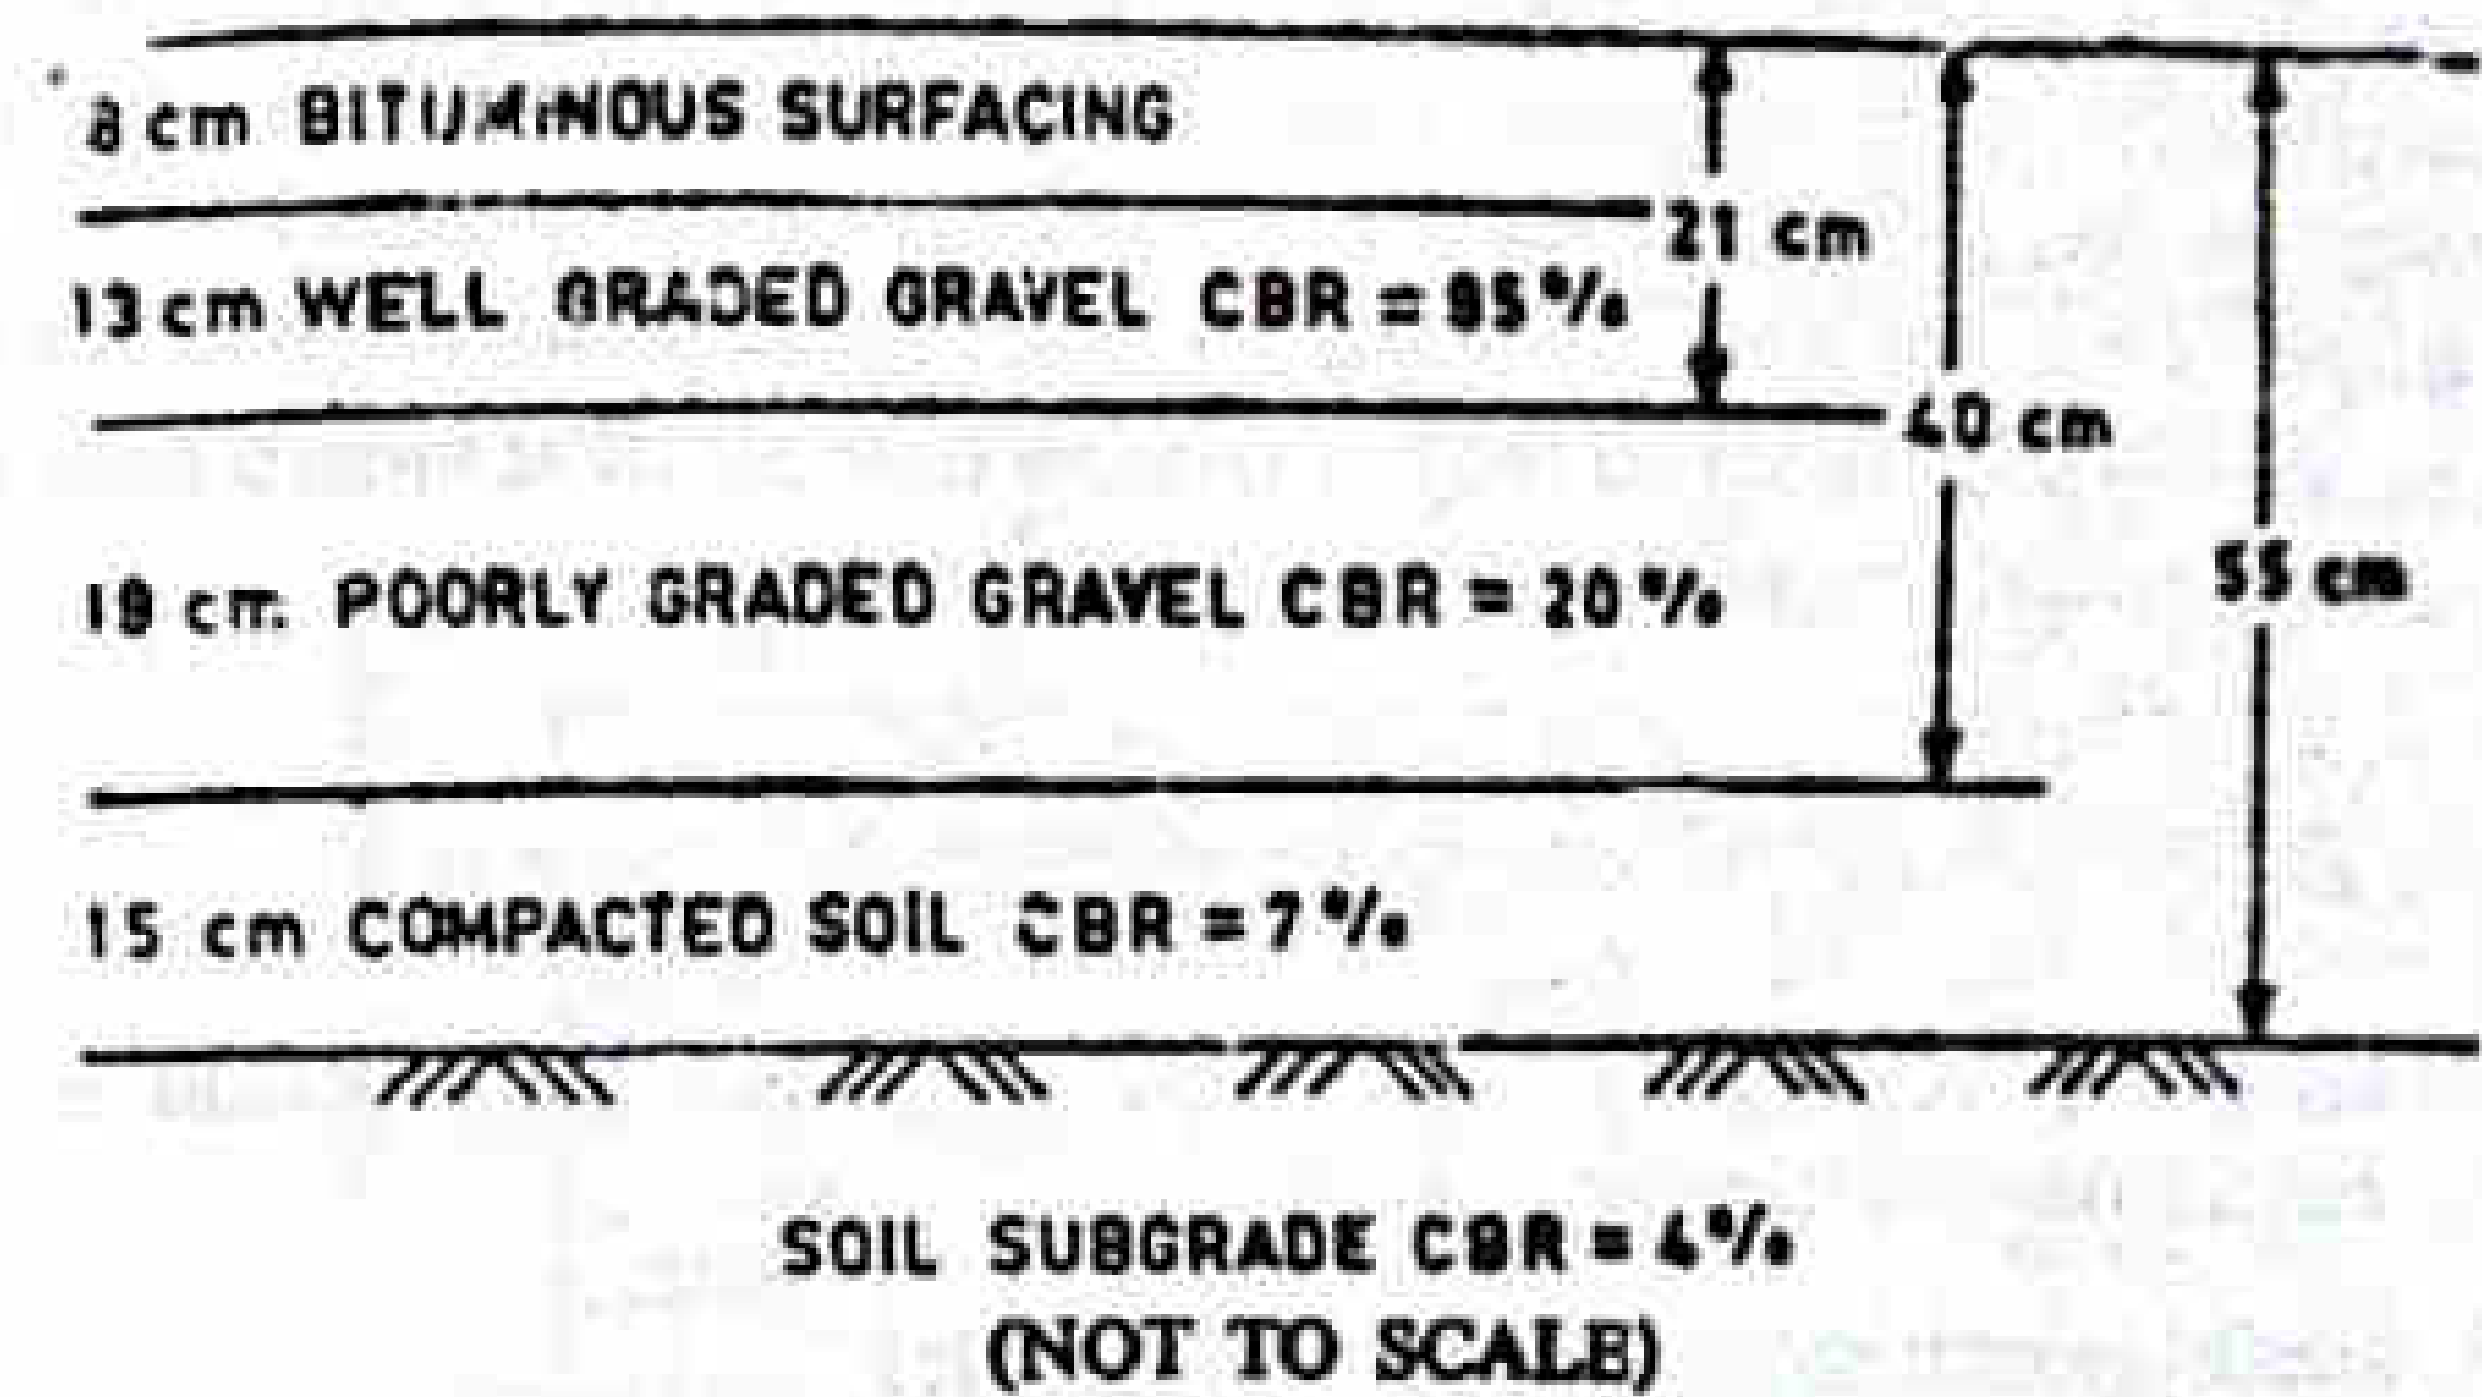 8 cm BITUMINOUS SURFACING
21 cm
13 cm WELL GRADED GRAVEL CBR = 95%
40 cm
19 cm. POORLY GRADED GRAVEL CBR = 20%
55 cm
15 cm COMPACTED SOIL CBR = 7%
SOIL SUBGRADE CBR = 4%
(NOT TO SCALE)